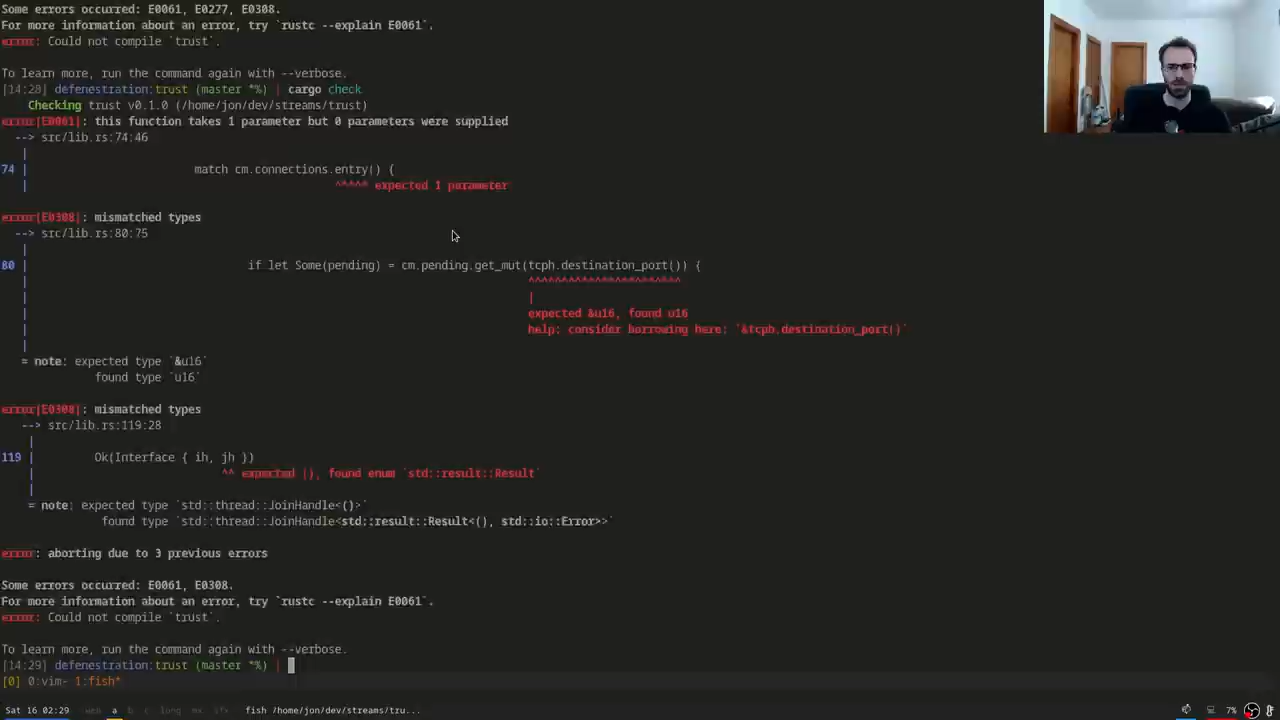 Some errors occurred: E0061, E0277, E0308.
For more information about an error, try `rustc --explain E0061`.
error: Could not compile `trust`.
To learn more, run the command again with --verbose.
[14:28] defenestration:trust (master *%) | cargo check
Checking trust v0.1.0 (/home/jon/dev/streams/trust)
error[E0061]: this function takes 1 parameter but 0 parameters were supplied
--> src/lib.rs:74:46
|
74 | match cm.connections.entry() {
| ^^^^^ expected 1 parameter
error[E0308]: mismatched types
--> src/lib.rs:80:75
|
80 | if let Some(pending) = cm.pending.get_mut(tcph.destination_port()) {
| ^^^^^^^^^^^^^^^^^^^^^^^
| |
| expected &u16, found u16
| help: consider borrowing here: `&tcph.destination_port()`
|
= note: expected type `&u16`
found type `u16`
error[E0308]: mismatched types
--> src/lib.rs:119:28
|
119 | Ok(Interface { ih, jh })
| ^^ expected (), found enum `std::result::Result`
|
= note: expected type `std::thread::JoinHandle<()>`
found type `std::thread::JoinHandle<std::result::Result<(), std::io::Error>>`
error: aborting due to 3 previous errors
Some errors occurred: E0061, E0308.
For more information about an error, try `rustc --explain E0061`.
error: Could not compile `trust`.
To learn more, run the command again with --verbose.
[14:29] defenestration:trust (master *%) |
[0] 0:vim- 1:fish*
Sat 16 02:29 web a b c long mx sfx fish /home/jon/dev/streams/tru... 7%